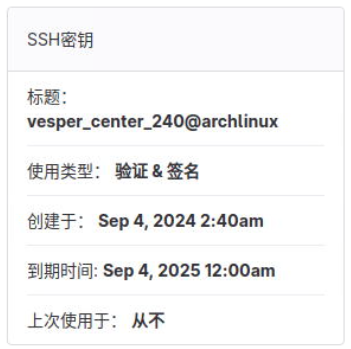 SSH密钥
标题：
vesper_center_240@archlinux
使用类型： 验证 & 签名
创建于： Sep 4, 2024 2:40am
到期时间: Sep 4, 2025 12:00am
上次使用于： 从不